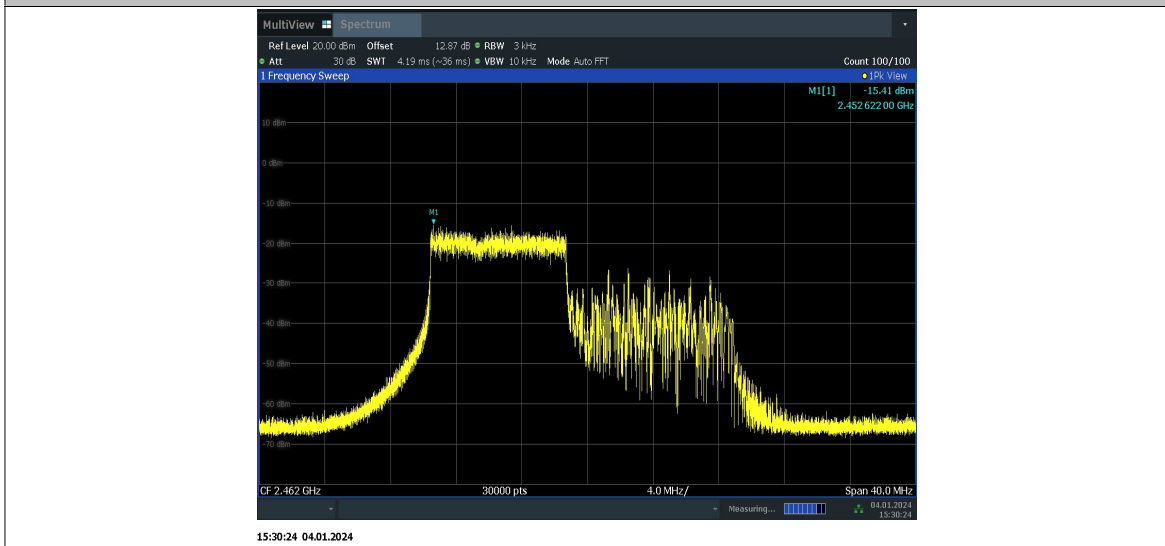 MultiView Spectrum
Ref Level 20.00 dBm Offset 12.87 dB RBW 3 kHz
Att 30 dB SWT 4.19 ms (~36 ms) VBW 10 kHz Mode Auto FFT Count 100/100
1 Frequency Sweep 1Pk View
M1[1] -15.41 dBm
2.452 622 00 GHz
10 dBm
0 dBm
-10 dBm
M1
-20 dBm
-30 dBm
-40 dBm
-50 dBm
-60 dBm
-70 dBm
CF 2.462 GHz 30000 pts 4.0 MHz/ Span 40.0 MHz
Measuring... 04.01.2024
15:30:24
15:30:24 04.01.2024